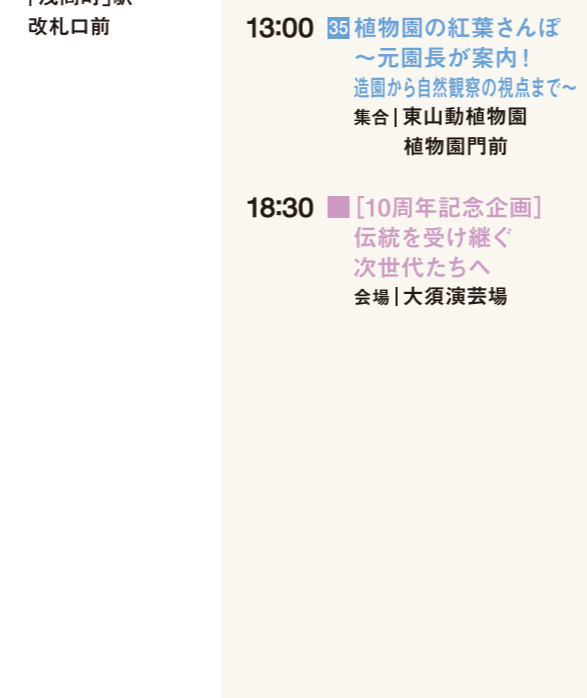 改札口前
13:00 35 植物園の紅葉さんぽ
〜元園長が案内！
造園から自然観察の視点まで〜
集合｜東山動植物園
植物園門前
18:30 ■［10周年記念企画］
伝統を受け継ぐ
次世代たちへ
会場｜大須演芸場